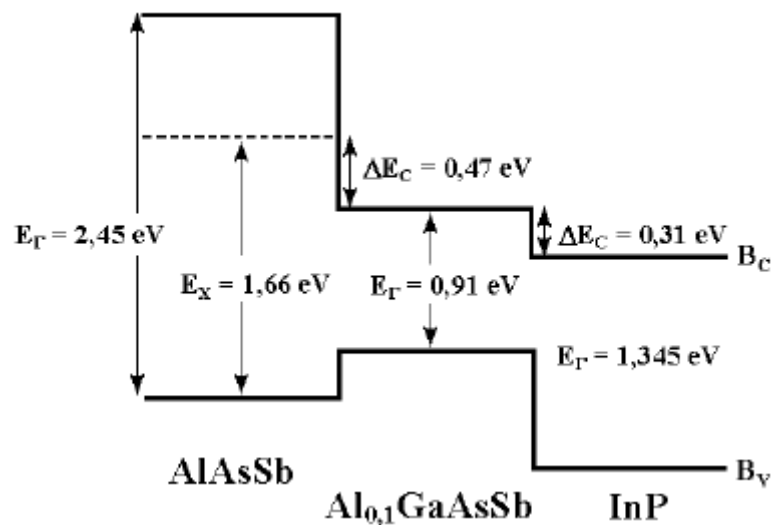 ΔE_C = 0,47 eV
E_Γ = 2,45 eV
ΔE_C = 0,31 eV
B_C
E_X = 1,66 eV
E_Γ = 0,91 eV
E_Γ = 1,345 eV
AlAsSb
Al_0,1GaAsSb
InP
B_V